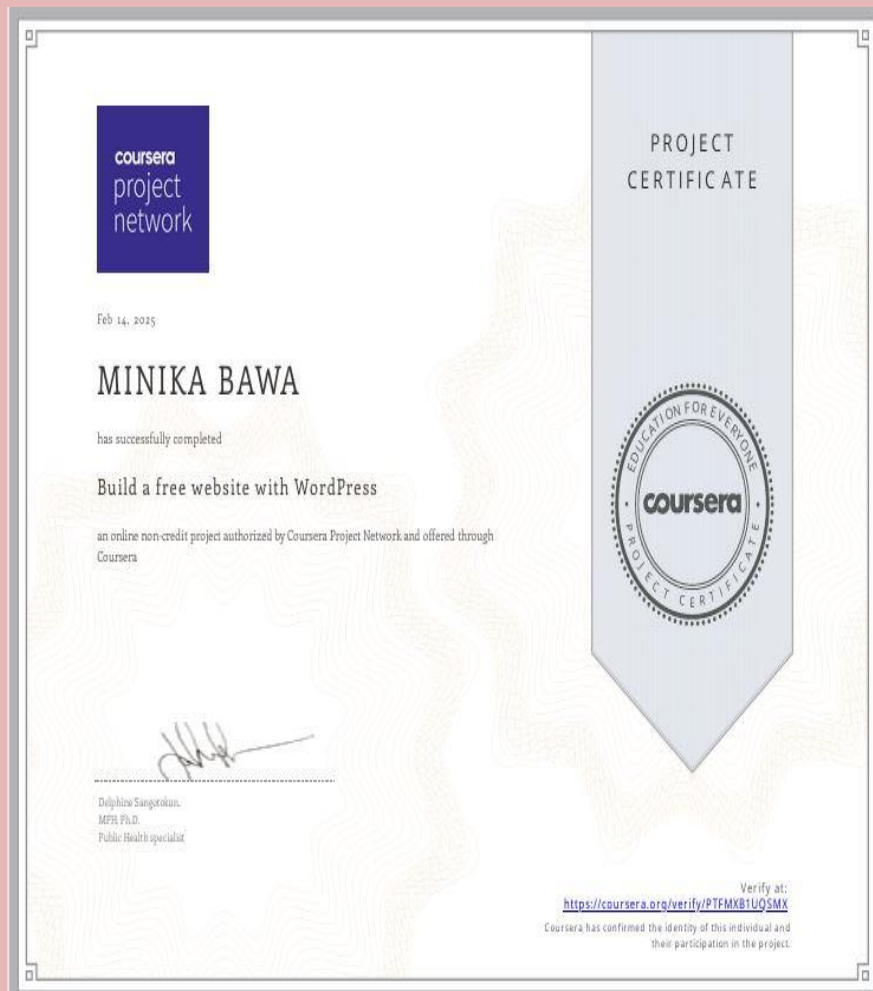 coursera
project
network
Feb 14, 2025
MINIKA BAWA
has successfully completed
Build a free website with WordPress
an online non-credit project authorized by Coursera Project Network and offered through
Coursera
Delphine Sangotokun,
MPH, Ph.D.
Public Health specialist
PROJECT
CERTIFICATE
EDUCATION FOR EVERYONE
coursera
PROJECT CERTIFICATE
Verify at:
https://coursera.org/verify/PTFMXB1UQSMX
Coursera has confirmed the identity of this individual and
their participation in the project.